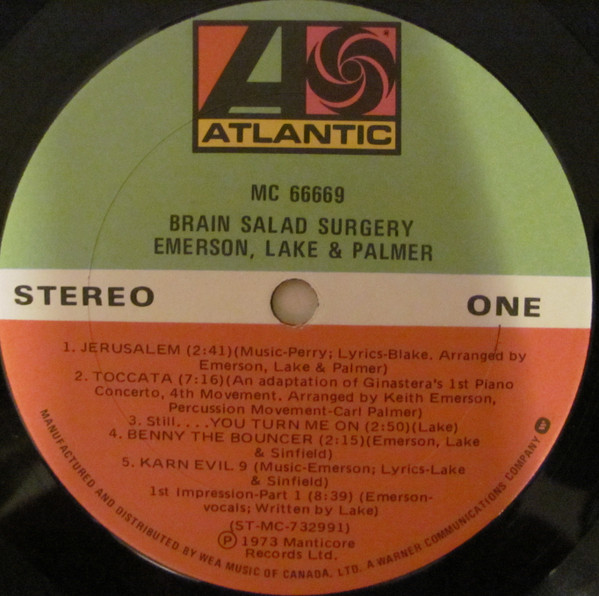 ATLANTIC
MC 66669
BRAIN SALAD SURGERY
EMERSON, LAKE & PALMER
STEREO
ONE
1. JERUSALEM (2:41)(Music-Perry; Lyrics-Blake. Arranged by
Emerson, Lake & Palmer)
2. TOCCATA (7:16)(An adaptation of Ginastera's 1st Piano
Concerto, 4th Movement. Arranged by Keith Emerson,
Percussion Movement-Carl Palmer)
3. Still. . . .YOU TURN ME ON (2:50)(Lake)
4. BENNY THE BOUNCER (2:15)(Emerson, Lake
& Sinfield)
5. KARN EVIL 9 (Music-Emerson; Lyrics-Lake
& Sinfield)
1st Impression-Part 1 (8:39) (Emerson-
vocals; Written by Lake)
(ST-MC-732991)
Ⓟ 1973 Manticore
Records Ltd.
MANUFACTURED AND DISTRIBUTED BY WEA MUSIC OF CANADA, LTD. A WARNER COMMUNICATIONS COMPANY